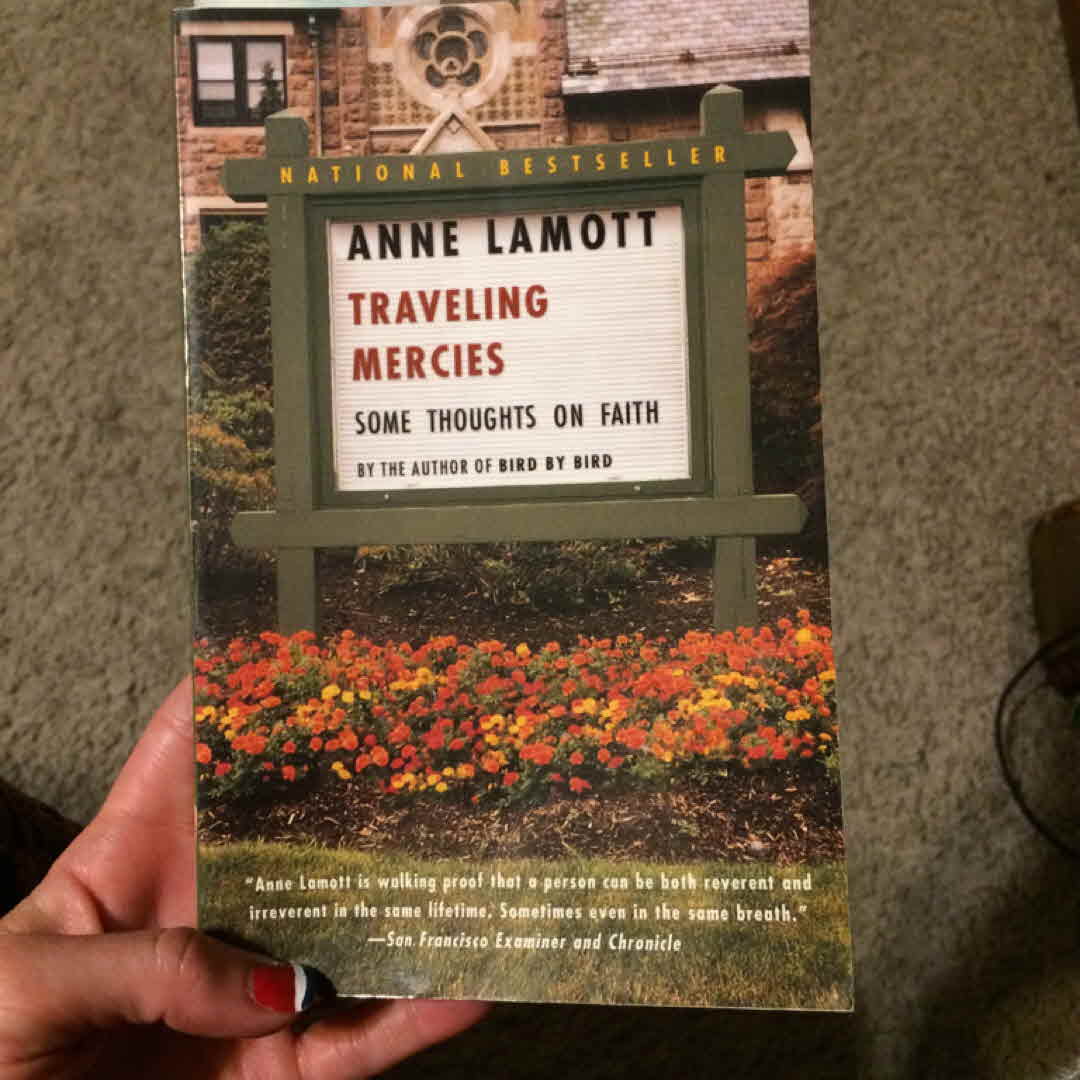 NATIONAL BESTSELLER
ANNE LAMOTT
TRAVELING
MERCIES
SOME THOUGHTS ON FAITH
BY THE AUTHOR OF BIRD BY BIRD
"Anne Lamott is walking proof that a person can be both reverent and
irreverent in the same lifetime. Sometimes even in the same breath."
—San Francisco Examiner and Chronicle